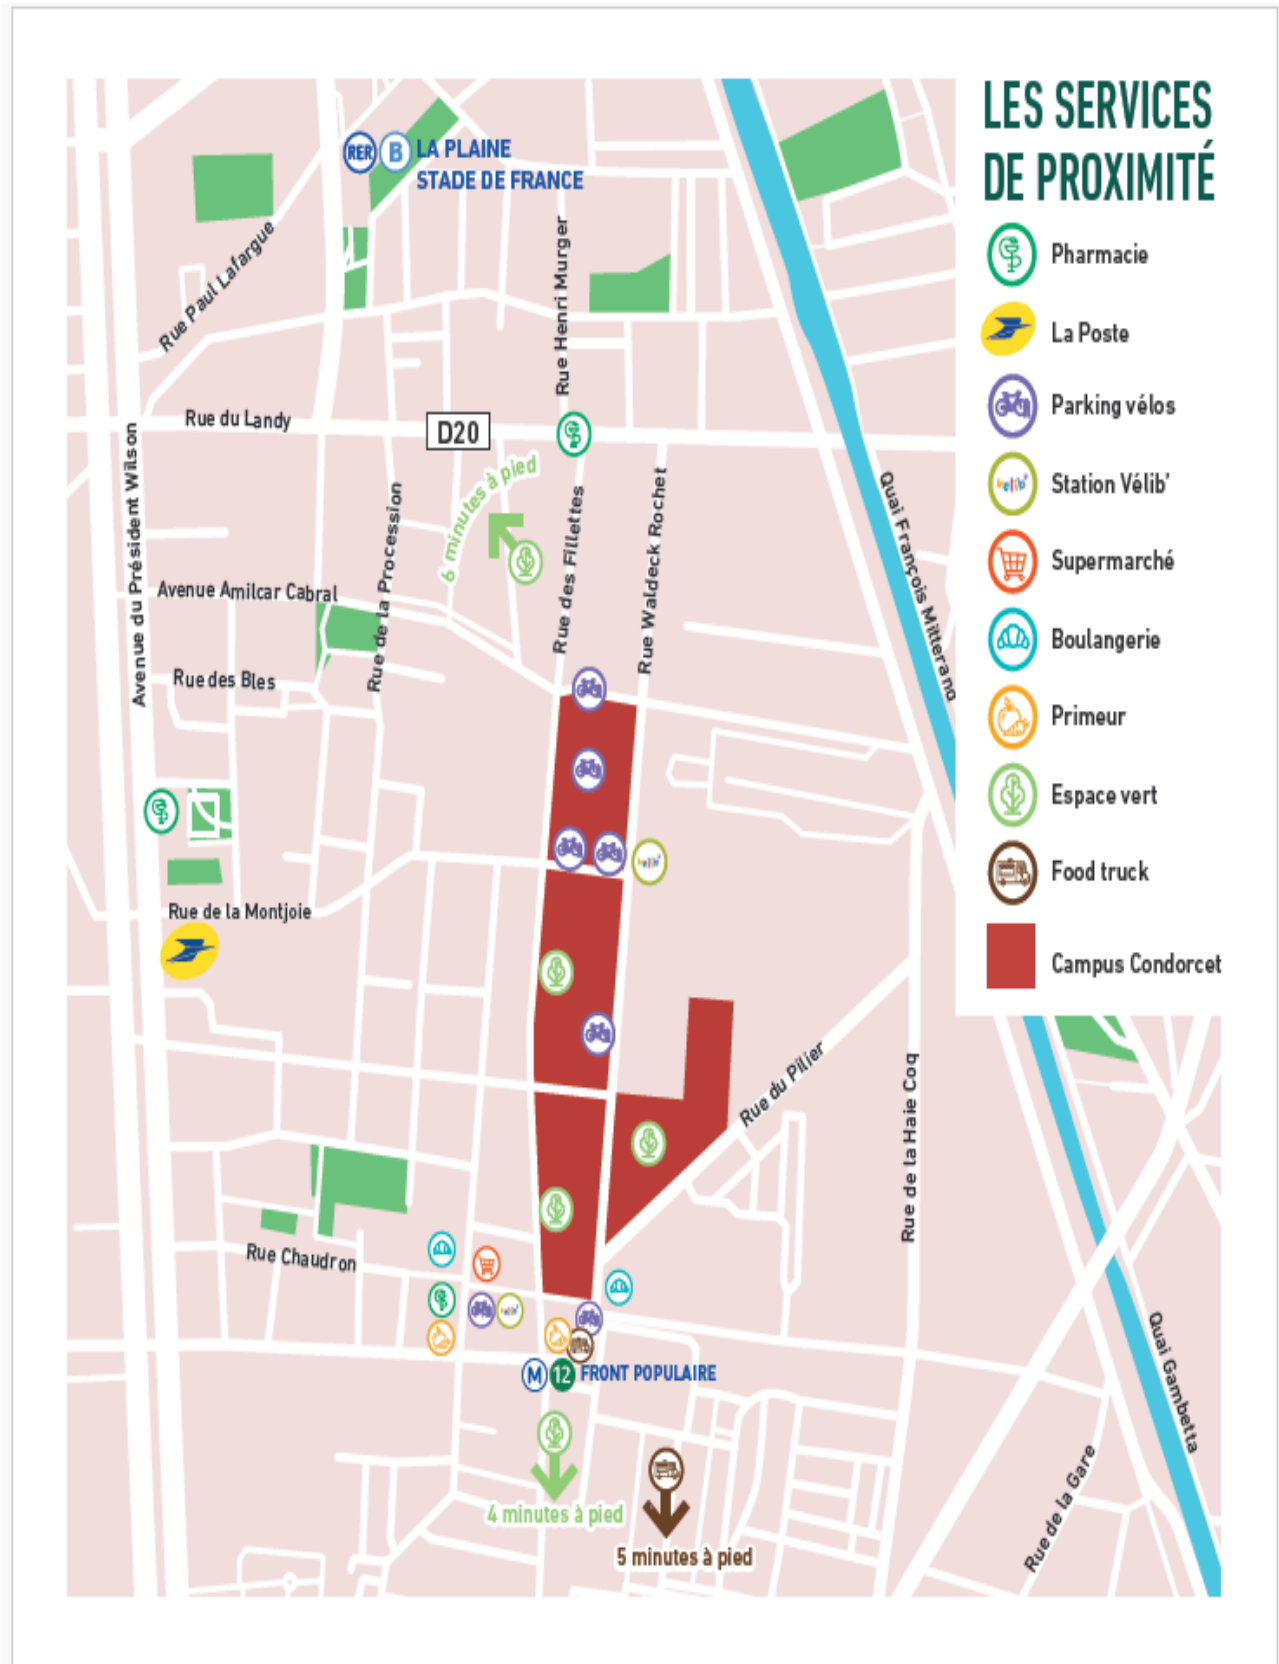 LES SERVICES
DE PROXIMITÉ
Pharmacie
La Poste
Parking vélos
velib'
Station Vélib'
Supermarché
Boulangerie
Primeur
Espace vert
Food truck
Campus Condorcet
RER B LA PLAINE
STADE DE FRANCE
Rue Paul Lafargue
Rue Henri Murger
Rue du Landy
D20
6 minutes à pied
Avenue du Président Wilson
Rue de la Procession
Rue des Fillettes
Rue Waldeck Rochet
Quai François Mitterand
Avenue Amilcar Cabral
Rue des Bles
velib'
Rue de la Montjoie
Rue du Pilier
Rue de la Haie Coq
Rue Chaudron
velib'
M 12 FRONT POPULAIRE
Quai Gambetta
Rue de la Gare
4 minutes à pied
5 minutes à pied